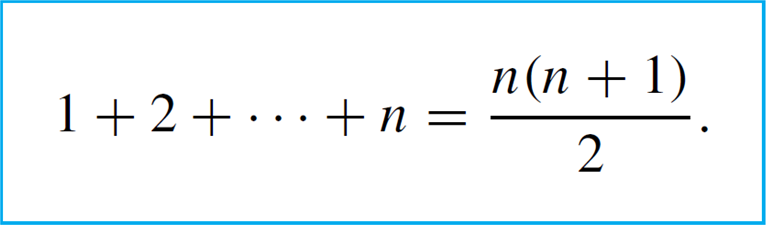 1 + 2 + · · · + n = n(n + 1) / 2 .